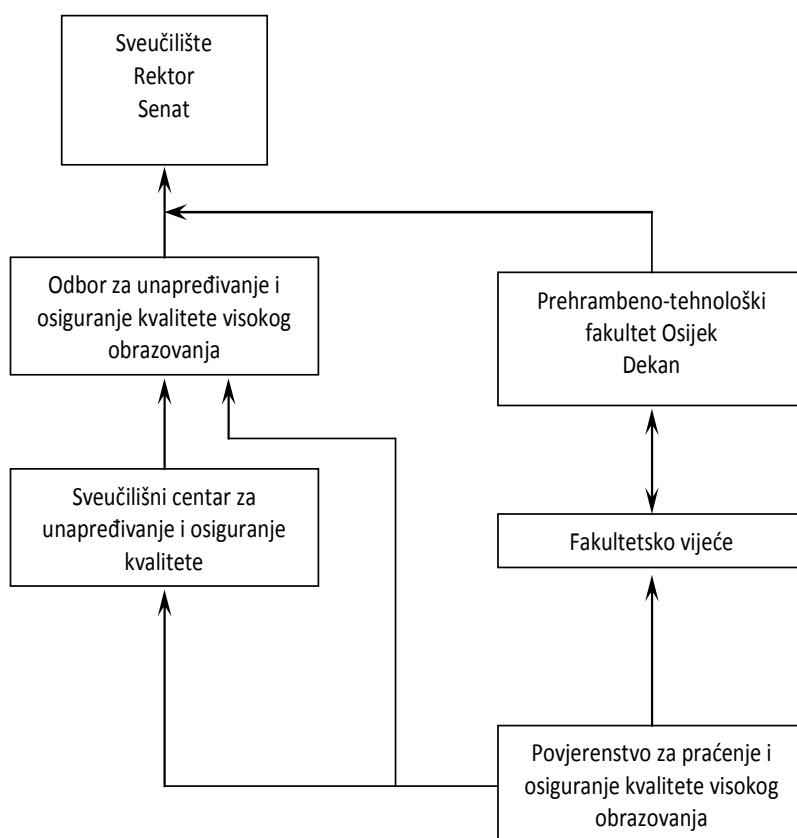 Sveučilište
Rektor
Senat
Odbor za unapređivanje i
osiguranje kvalitete visokog
obrazovanja
Prehrambeno-tehnološki
fakultet Osijek
Dekan
Sveučilišni centar za
unapređivanje i osiguranje
kvalitete
Fakultetsko vijeće
Povjerenstvo za praćenje i
osiguranje kvalitete visokog
obrazovanja